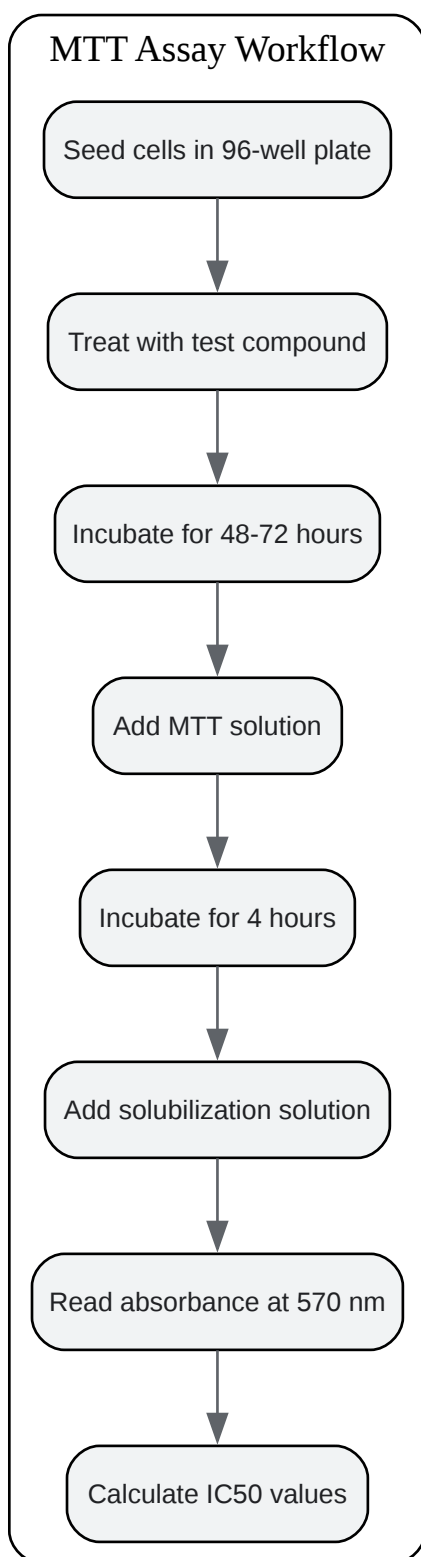 MTT Assay Workflow
Seed cells in 96-well plate
Treat with test compound
Incubate for 48-72 hours
Add MTT solution
Incubate for 4 hours
Add solubilization solution
Read absorbance at 570 nm
Calculate IC50 values